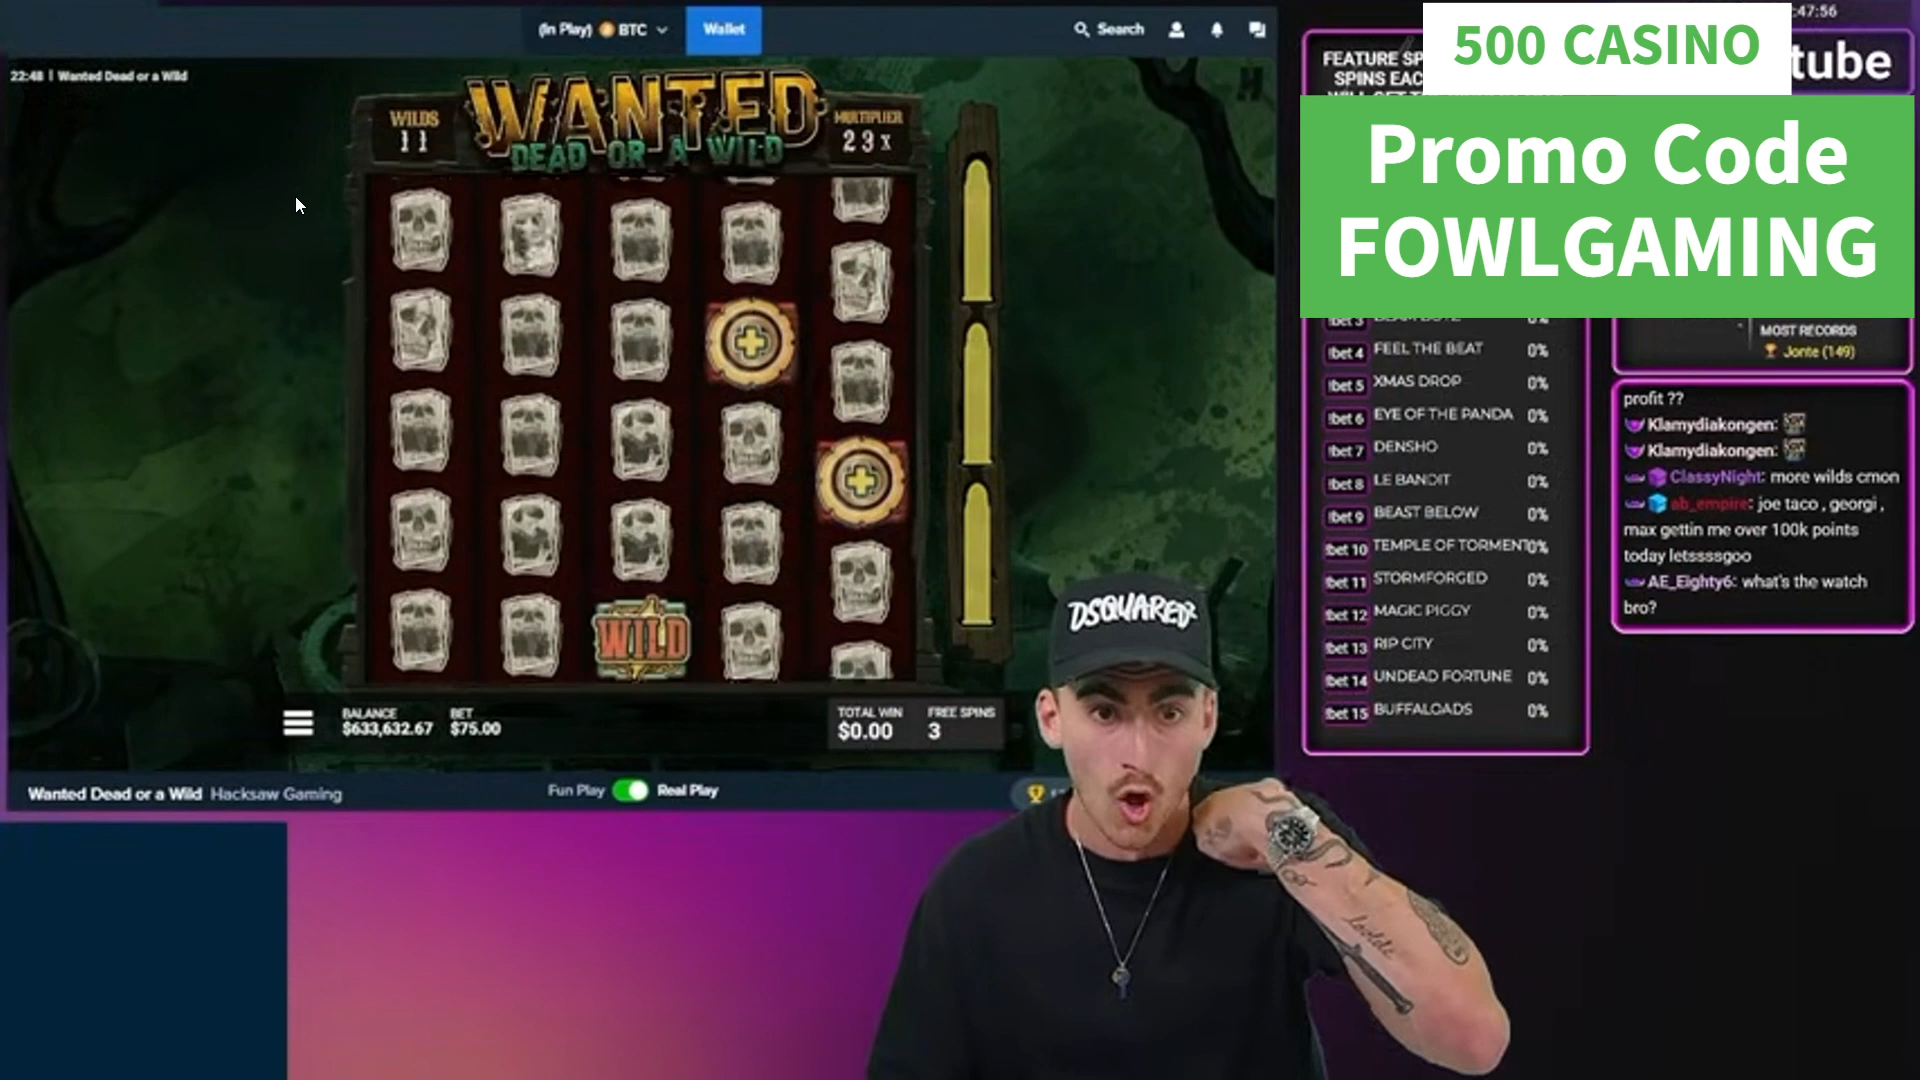 (In Play) BTC
Wallet
Search
:47:56
22:48 | Wanted Dead or a Wild
WANTED
DEAD OR A WILD
WILDS
11
MULTIPLIER
23x
WILD
BALANCE
$633,632.67
BET
$75.00
TOTAL WIN
$0.00
FREE SPINS
3
Wanted Dead or a Wild Hacksaw Gaming
Fun Play Real Play
DSQUARED2
FEATURE SP
SPINS EAC
500 CASINO
tube
Promo Code
FOWLGAMING
!bet 3 0%
!bet 4 FEEL THE BEAT 0%
!bet 5 XMAS DROP 0%
!bet 6 EYE OF THE PANDA 0%
!bet 7 DENSHO 0%
!bet 8 LE BANDIT 0%
!bet 9 BEAST BELOW 0%
!bet 10 TEMPLE OF TORMENT 0%
!bet 11 STORMFORGED 0%
!bet 12 MAGIC PIGGY 0%
!bet 13 RIP CITY 0%
!bet 14 UNDEAD FORTUNE 0%
!bet 15 BUFFALOADS 0%
MOST RECORDS
Jonte (149)
profit ??
Klamydiakongen:
Klamydiakongen:
ClassyNight: more wilds cmon
ab_empire: joe taco , georgi ,
max gettin me over 100k points
today letssssgoo
AE_Eighty6: what's the watch
bro?